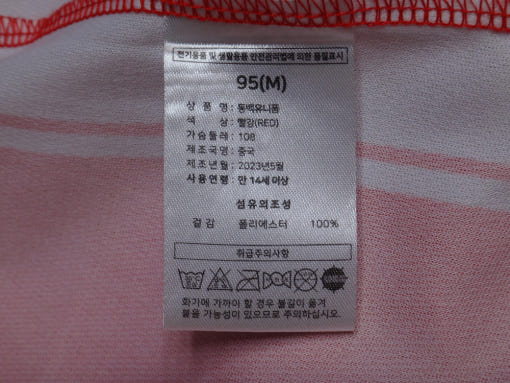 전기용품 및 생활용품 안전관리법에 의한 품질표시
95(M)
상 품 명 : 동백유니폼
색 상 : 빨강(RED)
가슴둘레 : 108
제조국명 : 중국
제조년월 : 2023년5월
사용연령 : 만 14세 이상
섬유의조성
겉감 폴리에스터 100%
취급주의사항
화기에 가까이 할 경우 불길이 옮겨
붙을 가능성이 있으므로 주의하십시오.